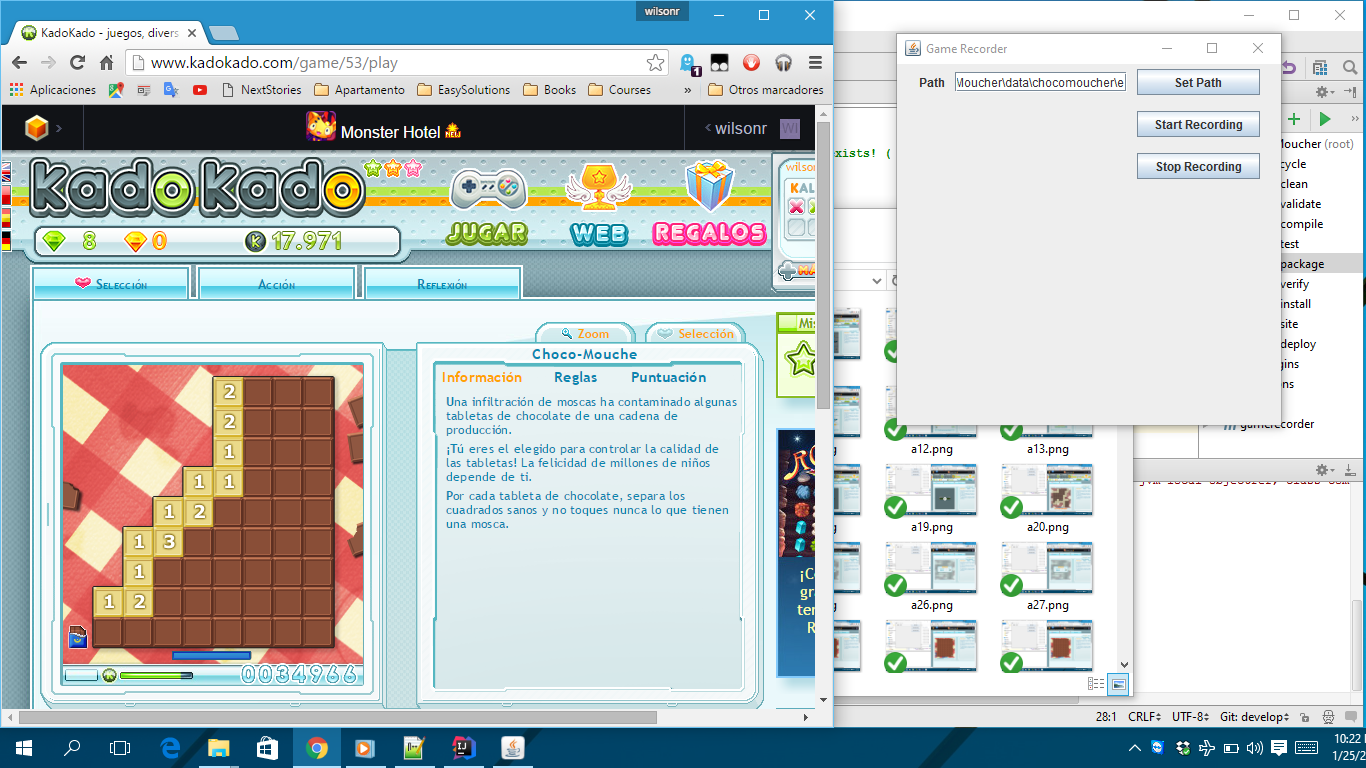 wilsonr
KadoKado - juegos, divers
www.kadokado.com/game/53/play
1
Aplicaciones
NextStories
Apartamento
EasySolutions
Books
Courses
»
Otros marcadores
Monster Hotel NEW
wilsonr WI
KadoKado
JUGAR
WEB
REGALOS
8
0
K 17.971
Selección
Acción
Reflexión
Zoom
Selección
Choco-Mouche
Información
Reglas
Puntuación
Una infiltración de moscas ha contaminado algunas
tabletas de chocolate de una cadena de
producción.
¡Tú eres el elegido para controlar la calidad de
las tabletas! La felicidad de millones de niños
depende de ti.
Por cada tableta de chocolate, separa los
cuadrados sanos y no toques nunca lo que tienen
una mosca.
2
2
1
1 1
1 2
1 3
1
1 2
0034966
Game Recorder
Path
Moucher\data\chocomoucher\e
Set Path
Start Recording
Stop Recording
xists! (
Moucher (root)
cycle
clean
validate
compile
test
package
verify
install
site
deploy
gins
ns
gamerecorder
a12.png
a13.png
a19.png
a20.png
a26.png
a27.png
28:1
CRLF
UTF-8
Git: develop
10:22
1/25/2